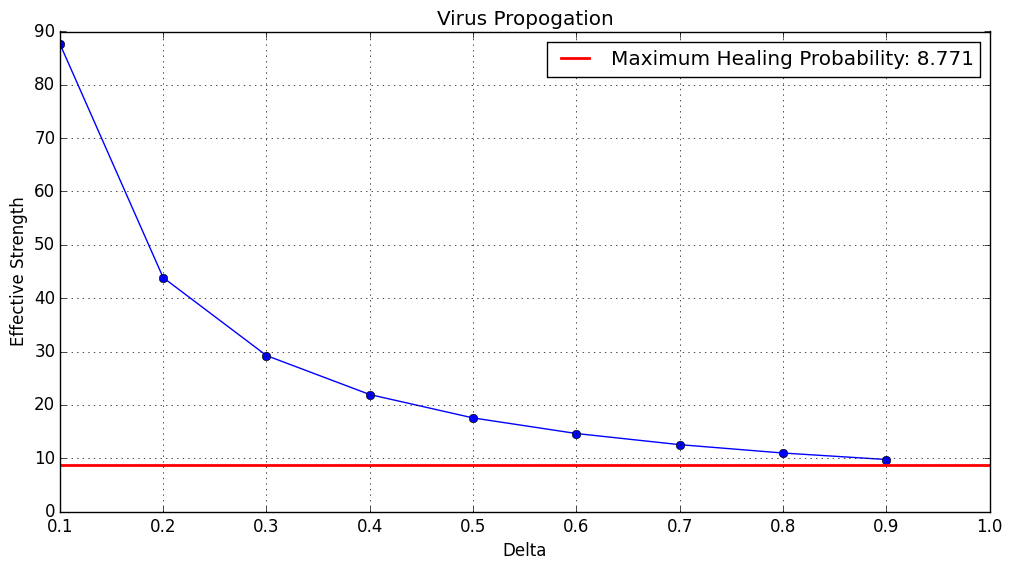 Virus Propogation
Maximum Healing Probability: 8.771
90
80
70
60
50
40
30
20
10
0
Effective Strength
0.1 0.2 0.3 0.4 0.5 0.6 0.7 0.8 0.9 1.0
Delta